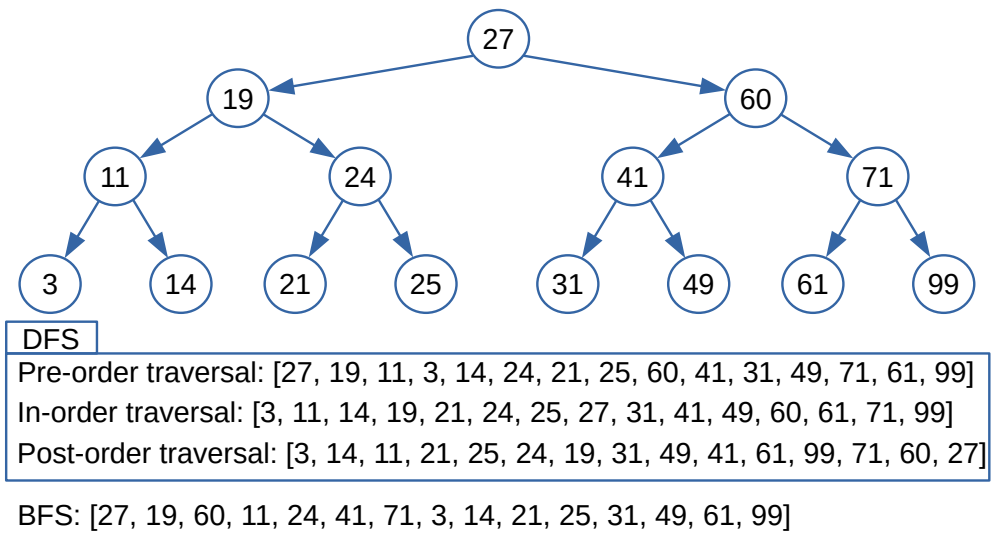 27
19 60
11 24 41 71
3 14 21 25 31 49 61 99
DFS
Pre-order traversal: [27, 19, 11, 3, 14, 24, 21, 25, 60, 41, 31, 49, 71, 61, 99]
In-order traversal: [3, 11, 14, 19, 21, 24, 25, 27, 31, 41, 49, 60, 61, 71, 99]
Post-order traversal: [3, 14, 11, 21, 25, 24, 19, 31, 49, 41, 61, 99, 71, 60, 27]
BFS: [27, 19, 60, 11, 24, 41, 71, 3, 14, 21, 25, 31, 49, 61, 99]